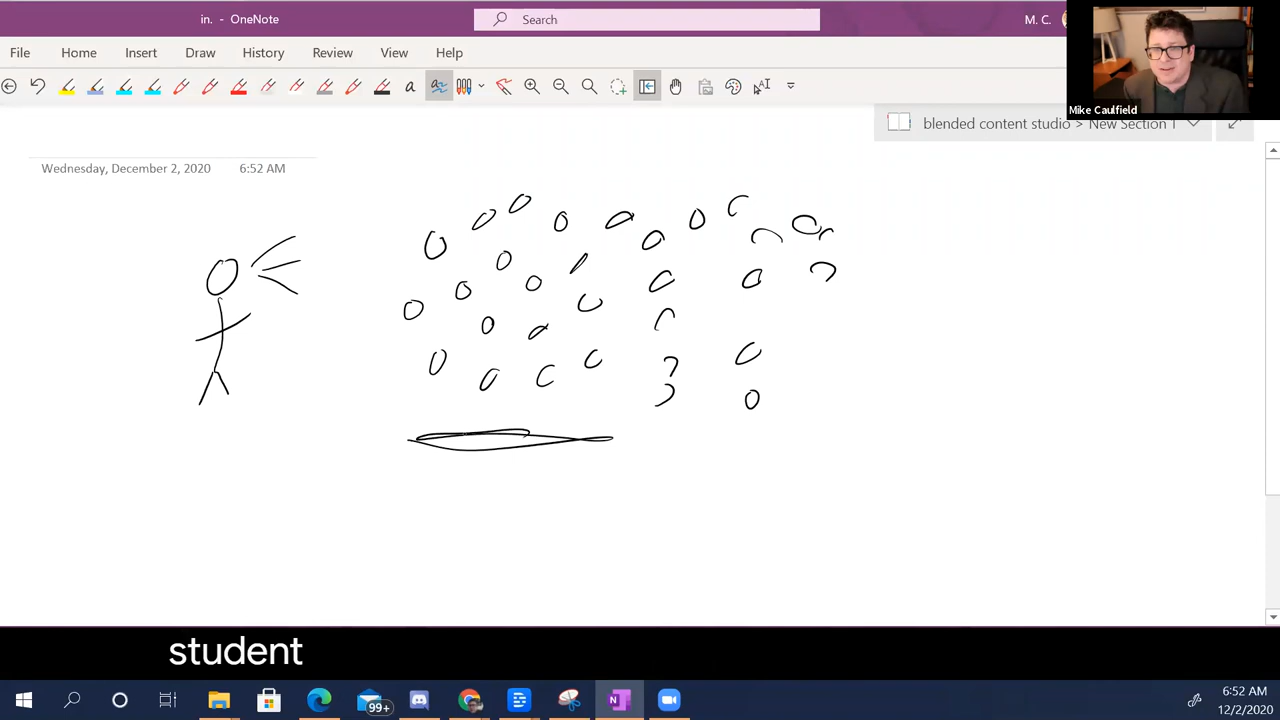 in. - OneNote
Search
M. C.
File Home Insert Draw History Review View Help
Mike Caulfield
blended content studio > New Section 1
Wednesday, December 2, 2020 6:52 AM
student
99+
6:52 AM
12/2/2020